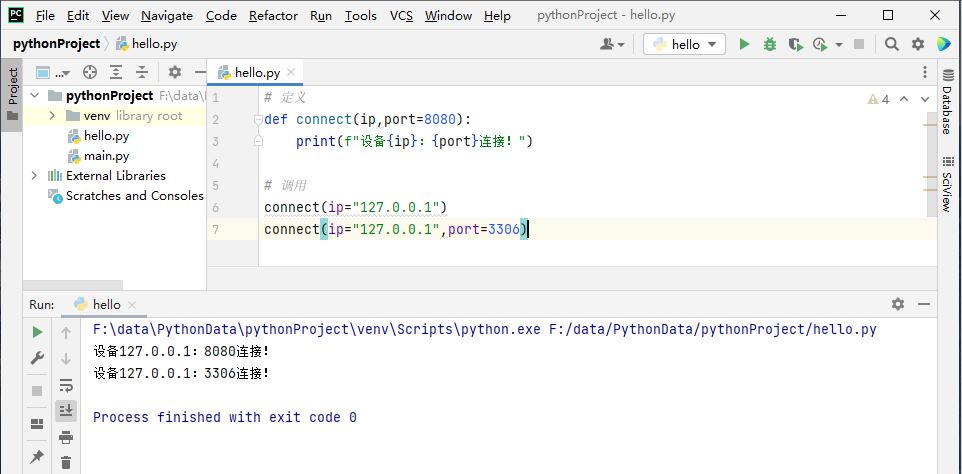 PC File Edit View Navigate Code Refactor Run Tools VCS Window Help pythonProject - hello.py
pythonProject hello.py hello
Project
... hello.py
pythonProject F:\data\
venv library root
hello.py
main.py
External Libraries
Scratches and Consoles
1 # 定义
2 def connect(ip,port=8080):
3 print(f"设备{ip}：{port}连接！")
4
5 # 调用
6 connect(ip="127.0.0.1")
7 connect(ip="127.0.0.1",port=3306)
4
Database
SciView
Run: hello
F:\data\PythonData\pythonProject\venv\Scripts\python.exe F:/data/PythonData/pythonProject/hello.py
设备127.0.0.1：8080连接！
设备127.0.0.1：3306连接！
Process finished with exit code 0